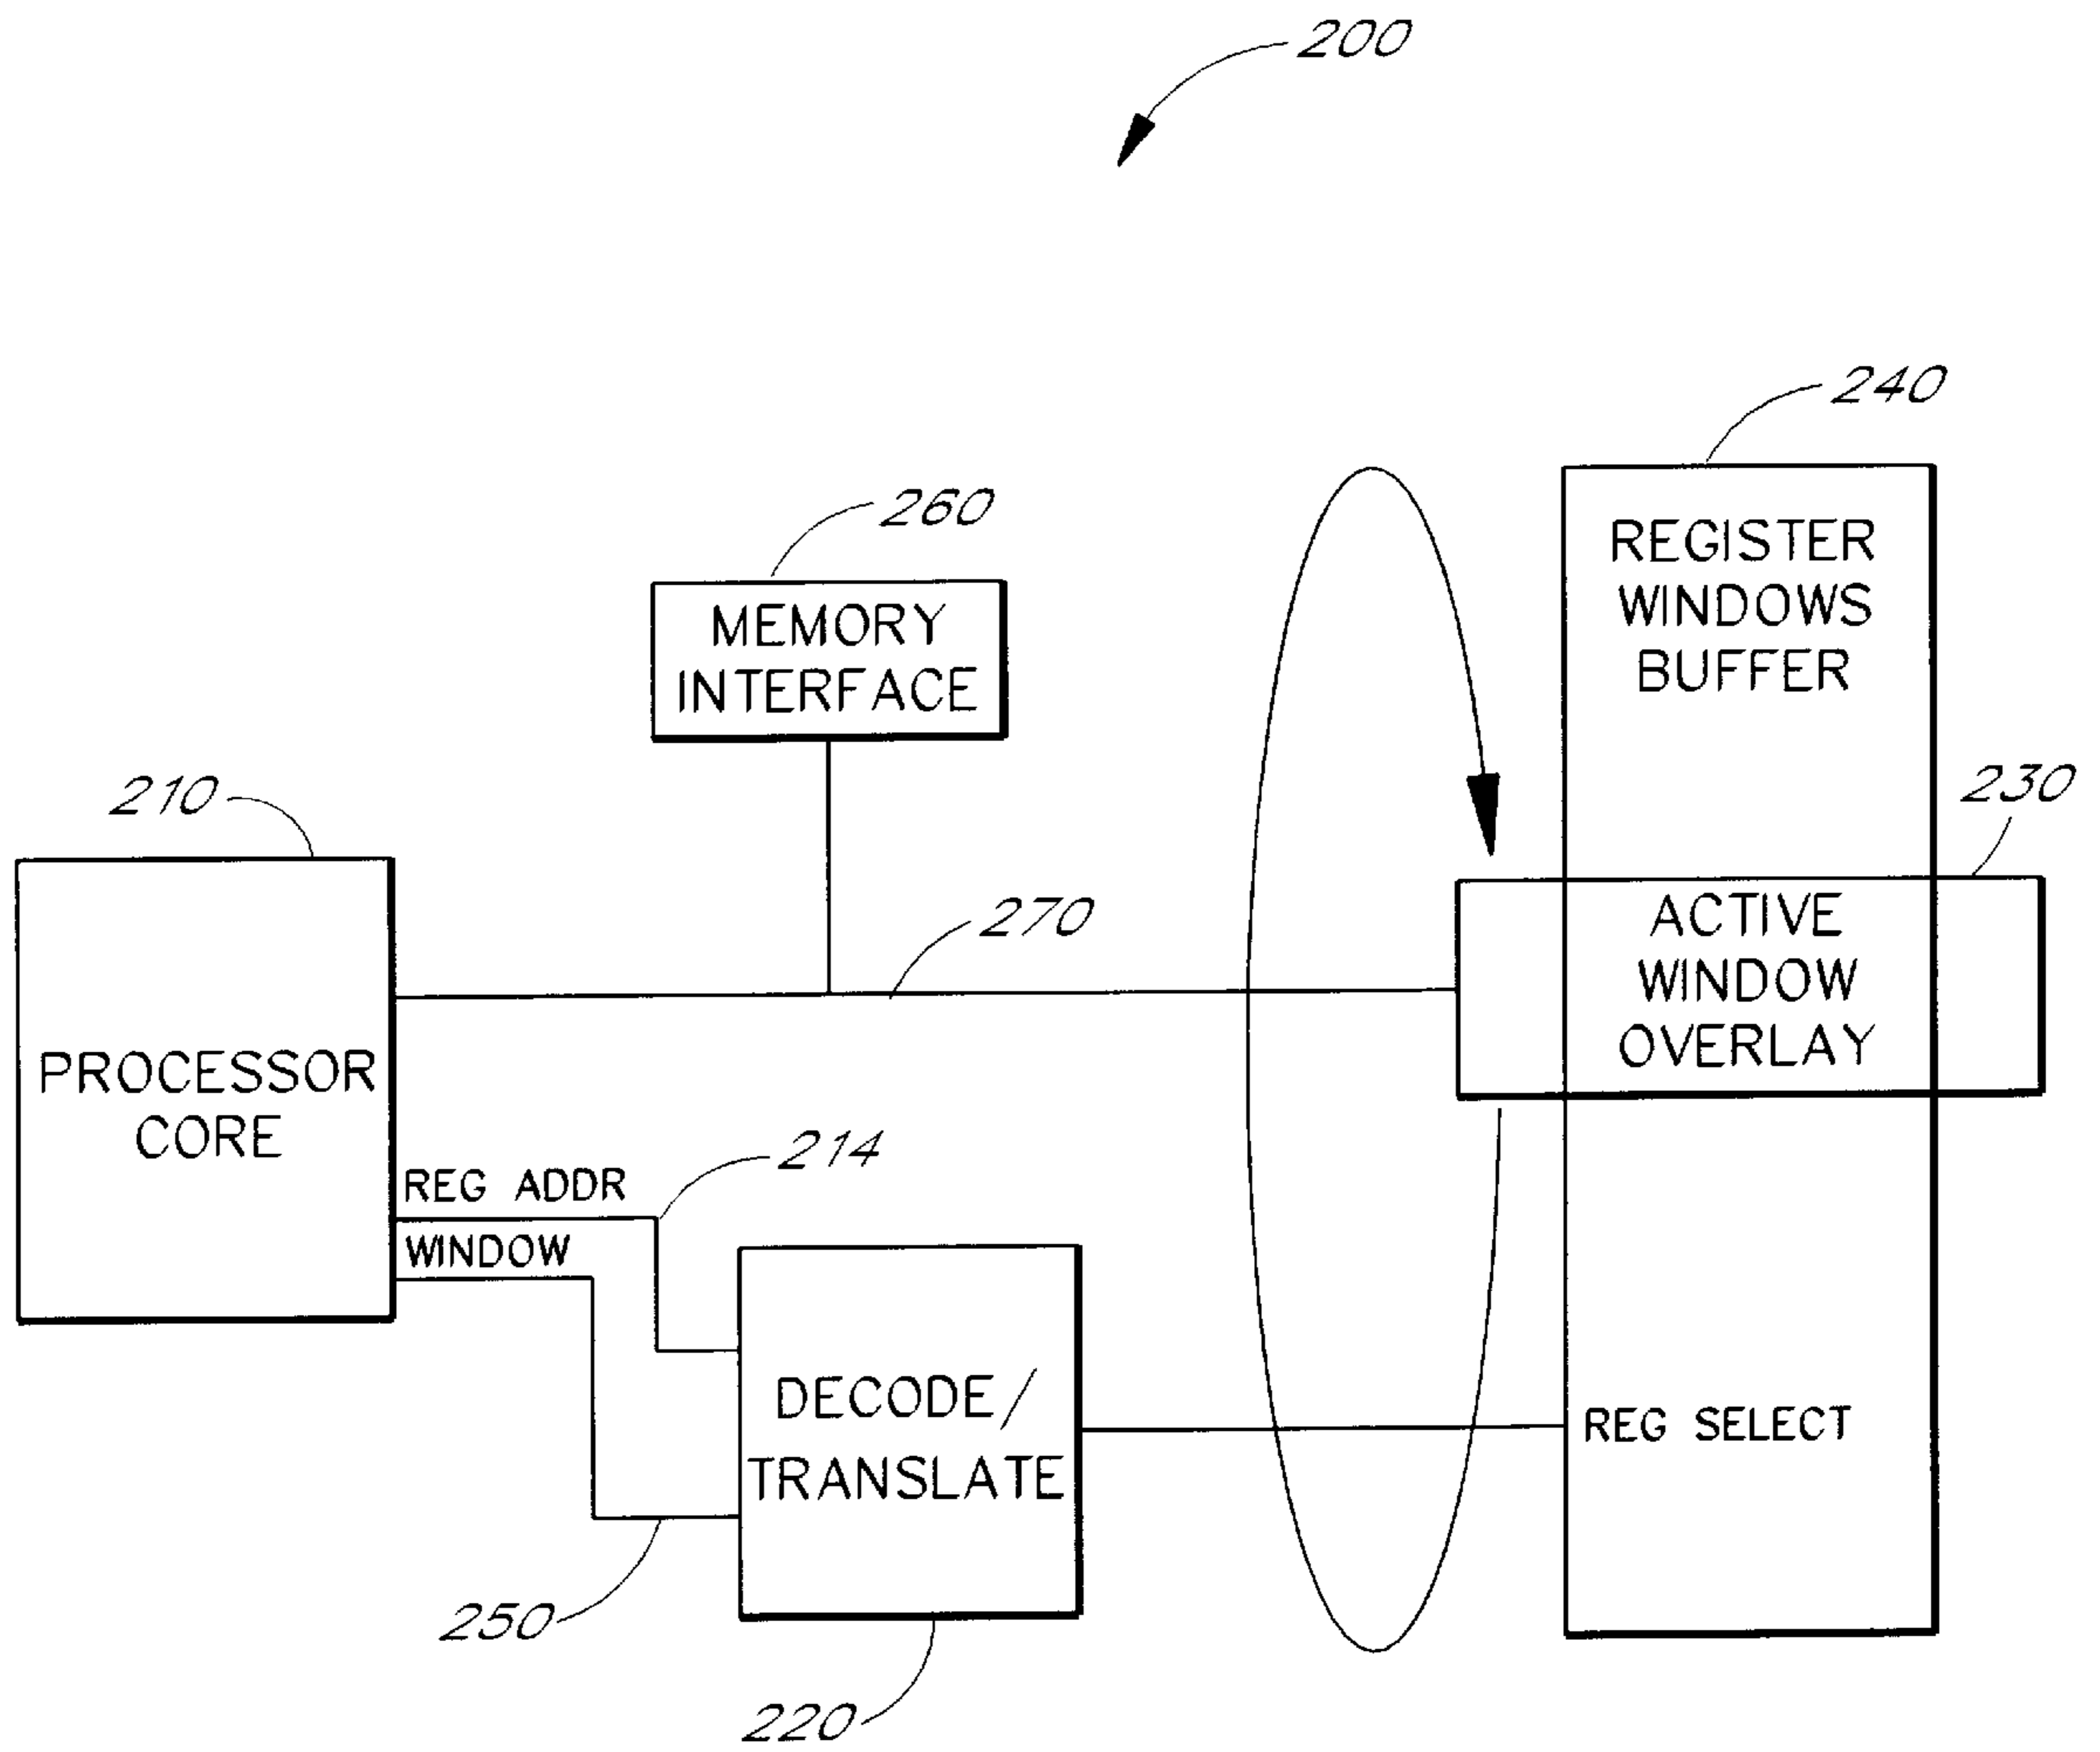 200
240
REGISTER
WINDOWS
BUFFER
260
MEMORY
INTERFACE
210
230
270
ACTIVE
WINDOW
OVERLAY
PROCESSOR
CORE
214
REG ADDR
WINDOW
DECODE/
TRANSLATE
REG SELECT
250
220